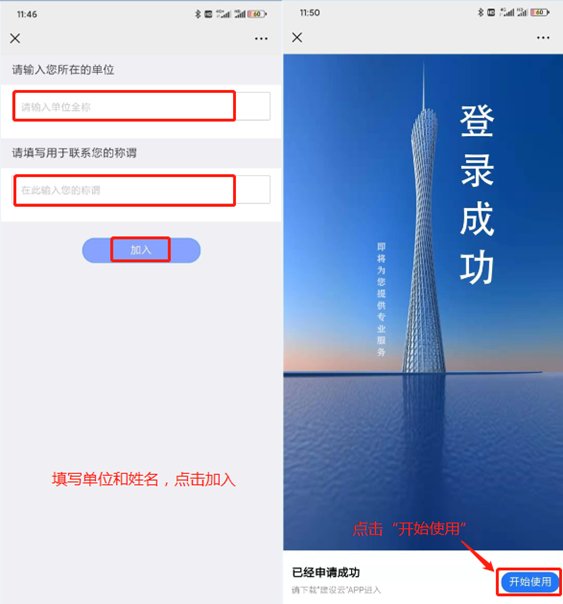 11:46
60
请输入您所在的单位
请输入单位全称
请填写用于联系您的称谓
在此输入您的称谓
加入
填写单位和姓名，点击加入
11:50
60
登录成功
即将为您提供专业服务
点击“开始使用”
已经申请成功
请下载“建设云”APP进入
开始使用